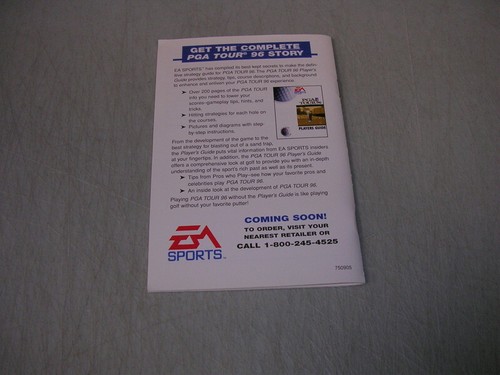 GET THE COMPLETE
PGA TOUR® 96 STORY
EA SPORTS™ has compiled its best-kept secrets to make the defin-
itive strategy guide for PGA TOUR 96. The PGA TOUR 96 Player's
Guide provides strategy, tips, course descriptions, and background
to enhance and enliven your PGA TOUR 96 experience.
➤ Over 200 pages of the PGA TOUR
info you need to lower your
scores–gameplay tips, hints, and
tricks.
➤ Hitting strategies for each hole on
the courses.
➤ Pictures and diagrams with step
by step instructions.
EA
PGA
TOUR 96
PLAYERS GUIDE
From the development of the game to the
best strategy for blasting out of a sand trap,
the Player's Guide puts vital information from EA SPORTS insiders
at your fingertips. In addition, the PGA TOUR 96 Player's Guide
offers a comprehensive look at golf to provide you with an in-depth
understanding of the sport's rich past as well as its present.
➤ Tips from Pros who Play–see how your favorite pros and
celebrities play PGA TOUR 96.
➤ An inside look at the development of PGA TOUR 96.
Playing PGA TOUR 96 without the Player's Guide is like playing
golf without your favorite putter!
EA
SPORTS™
COMING SOON!
TO ORDER, VISIT YOUR
NEAREST RETAILER OR
CALL 1-800-245-4525